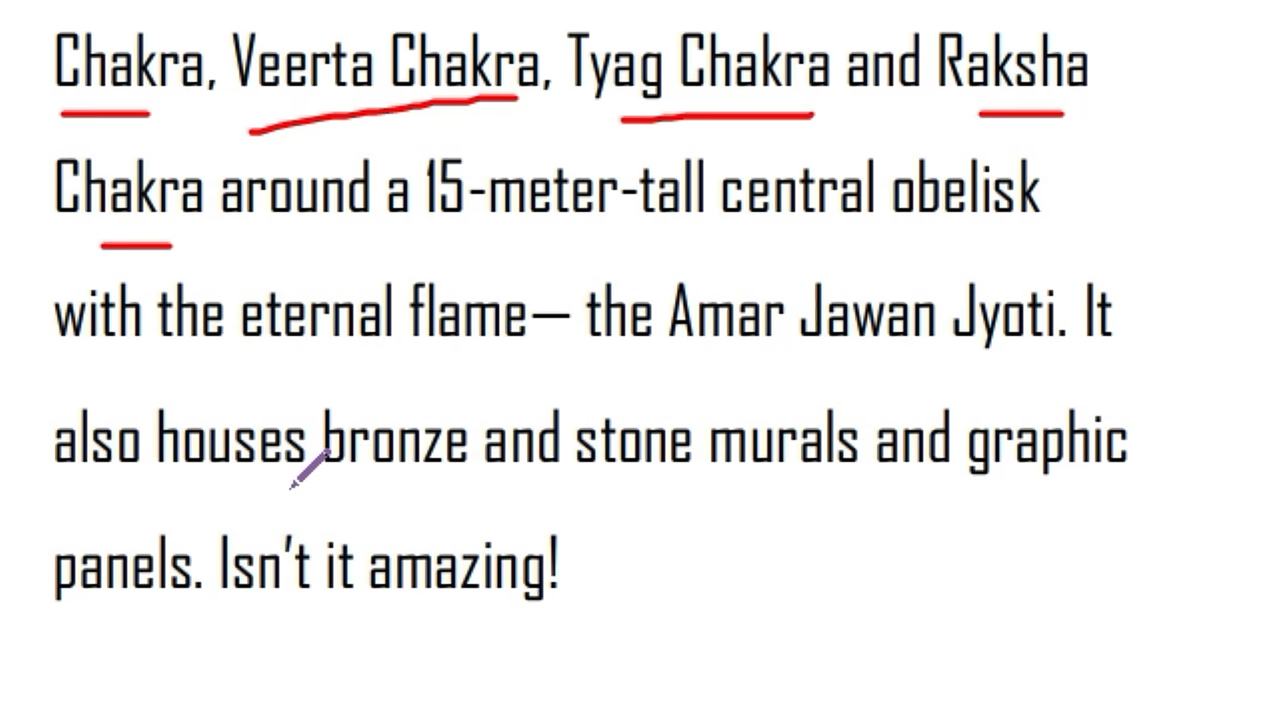 Chakra, Veerta Chakra, Tyag Chakra and Raksha
Chakra around a 15-meter-tall central obelisk
with the eternal flame— the Amar Jawan Jyoti. It
also houses bronze and stone murals and graphic
panels. Isn’t it amazing!